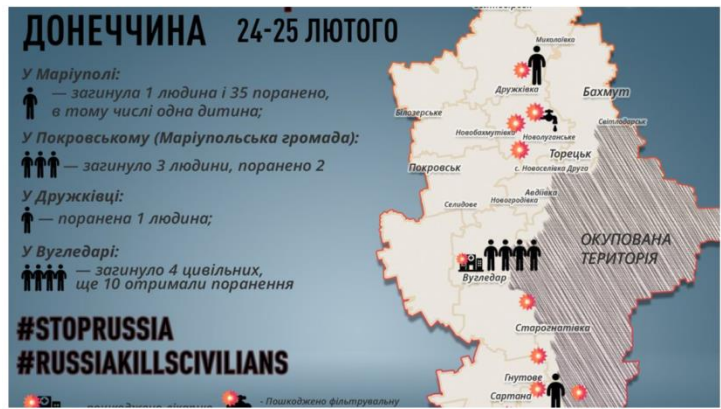 ДОНЕЧЧИНА 24-25 ЛЮТОГО
У Маріуполі:
— загинула 1 людина і 35 поранено,
в тому числі одна дитина;
У Покровському (Маріупольська громада):
— загинуло 3 людини, поранено 2
У Дружківці:
— поранена 1 людина;
У Вугледарі:
— загинуло 4 цивільних,
ще 10 отримали поранення
#STOPRUSSIA
#RUSSIAKILLSCIVILIANS
- Пошкоджено фільтрувальну
Миколаївка
Дружківка
Бахмут
Білозерське
Світлодарськ
Новобахмутівка
Новолуганське
Торецьк
Покровськ
с. Новоселівка Друга
Авдіївка
Селидове
Новогродівка
ОКУПОВАНА
ТЕРИТОРІЯ
Вугледар
Старогнатівка
Гнутове
Сартана